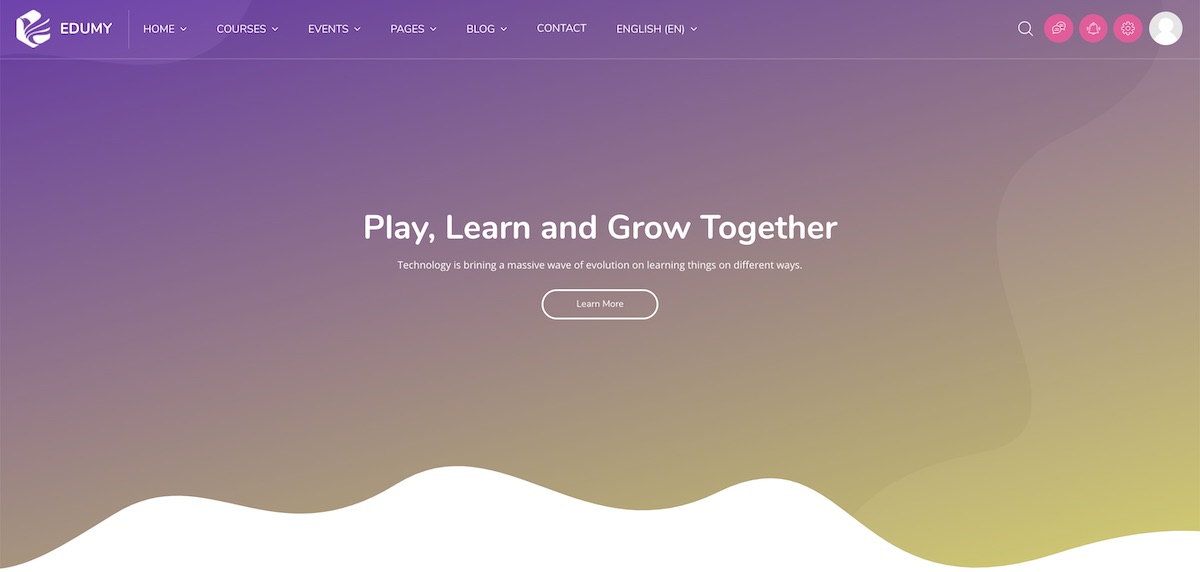 EDUMY
HOME
COURSES
EVENTS
PAGES
BLOG
CONTACT
ENGLISH (EN)
Play, Learn and Grow Together
Technology is brining a massive wave of evolution on learning things on different ways.
Learn More